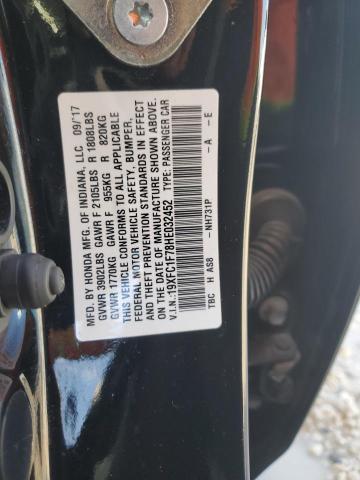 MFD. BY HONDA MFG. OF INDIANA, LLC 09/'17
GVWR 3902LBS GAWR F 2105LBS R 1808LBS
GVWR 1770KG GAWR F 955KG R 820KG
THIS VEHICLE CONFORMS TO ALL APPLICABLE
FEDERAL MOTOR VEHICLE SAFETY, BUMPER,
AND THEFT PREVENTION STANDARDS IN EFFECT
ON THE DATE OF MANUFACTURE SHOWN ABOVE.
V.I.N.:19XFC1F78HE032452 TYPE: PASSENGER CAR
TBC H AS8 -NH731P -A -E